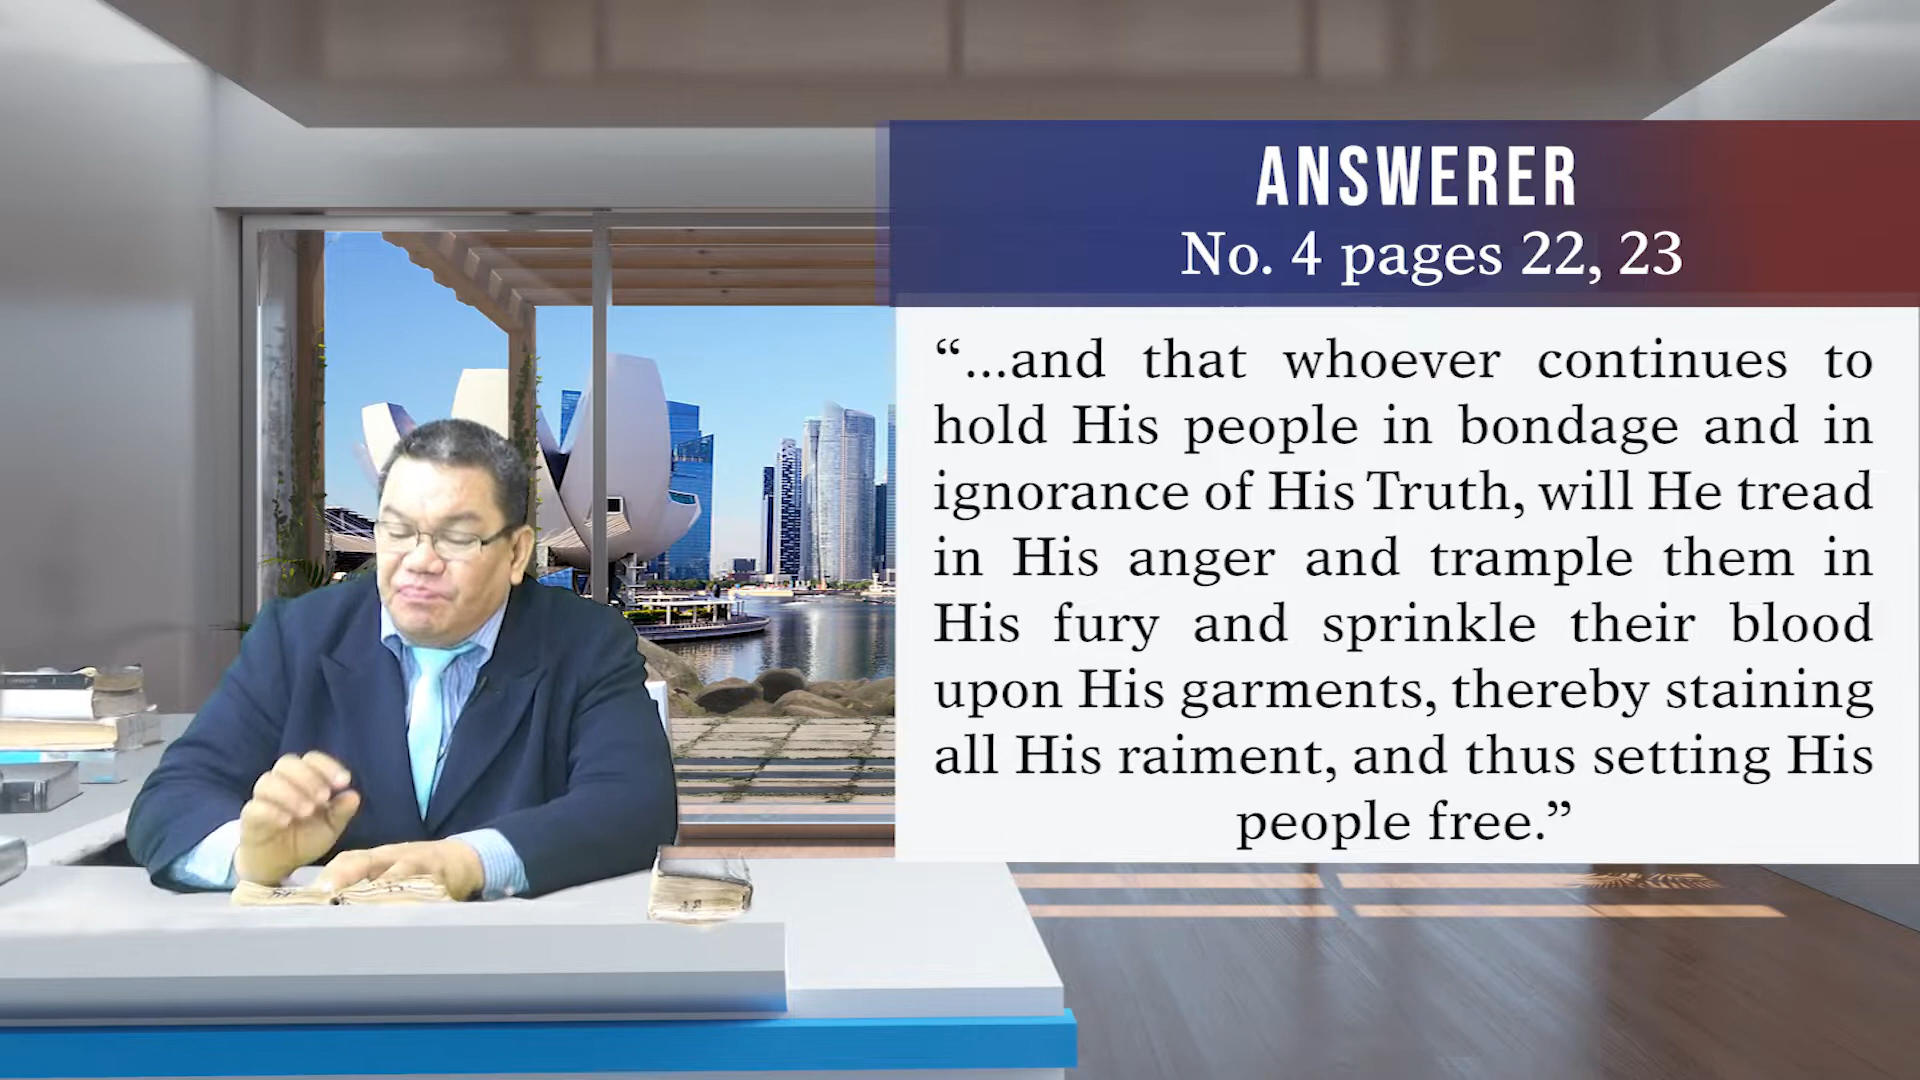 ANSWERER
No. 4 pages 22, 23
“...and that whoever continues to
hold His people in bondage and in
ignorance of His Truth, will He tread
in His anger and trample them in
His fury and sprinkle their blood
upon His garments, thereby staining
all His raiment, and thus setting His
people free.”